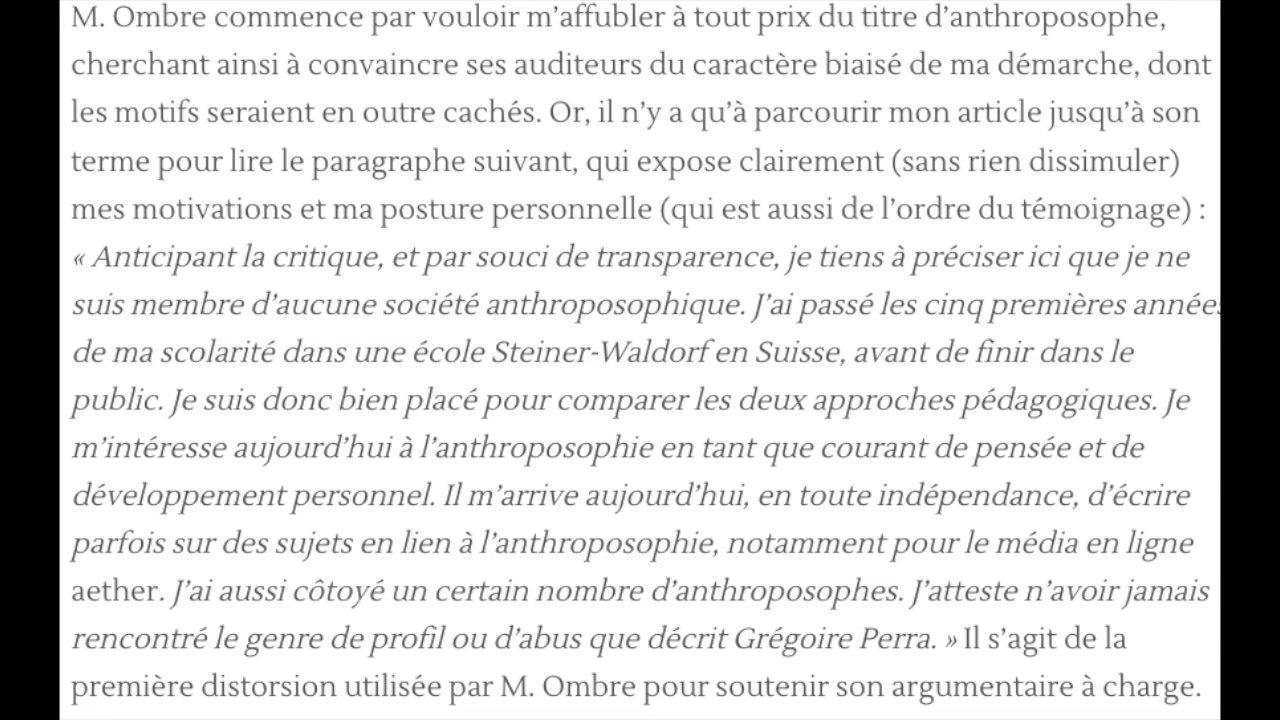 M. Ombre commence par vouloir m’affubler à tout prix du titre d’anthroposophe,
cherchant ainsi à convaincre ses auditeurs du caractère biaisé de ma démarche, dont
les motifs seraient en outre cachés. Or, il n’y a qu’à parcourir mon article jusqu’à son
terme pour lire le paragraphe suivant, qui expose clairement (sans rien dissimuler)
mes motivations et ma posture personnelle (qui est aussi de l’ordre du témoignage) :
« Anticipant la critique, et par souci de transparence, je tiens à préciser ici que je ne
suis membre d’aucune société anthroposophique. J’ai passé les cinq premières années
de ma scolarité dans une école Steiner-Waldorf en Suisse, avant de finir dans le
public. Je suis donc bien placé pour comparer les deux approches pédagogiques. Je
m’intéresse aujourd’hui à l’anthroposophie en tant que courant de pensée et de
développement personnel. Il m’arrive aujourd’hui, en toute indépendance, d’écrire
parfois sur des sujets en lien à l’anthroposophie, notamment pour le média en ligne
aether. J’ai aussi côtoyé un certain nombre d’anthroposophes. J’atteste n’avoir jamais
rencontré le genre de profil ou d’abus que décrit Grégoire Perra. » Il s’agit de la
première distorsion utilisée par M. Ombre pour soutenir son argumentaire à charge.